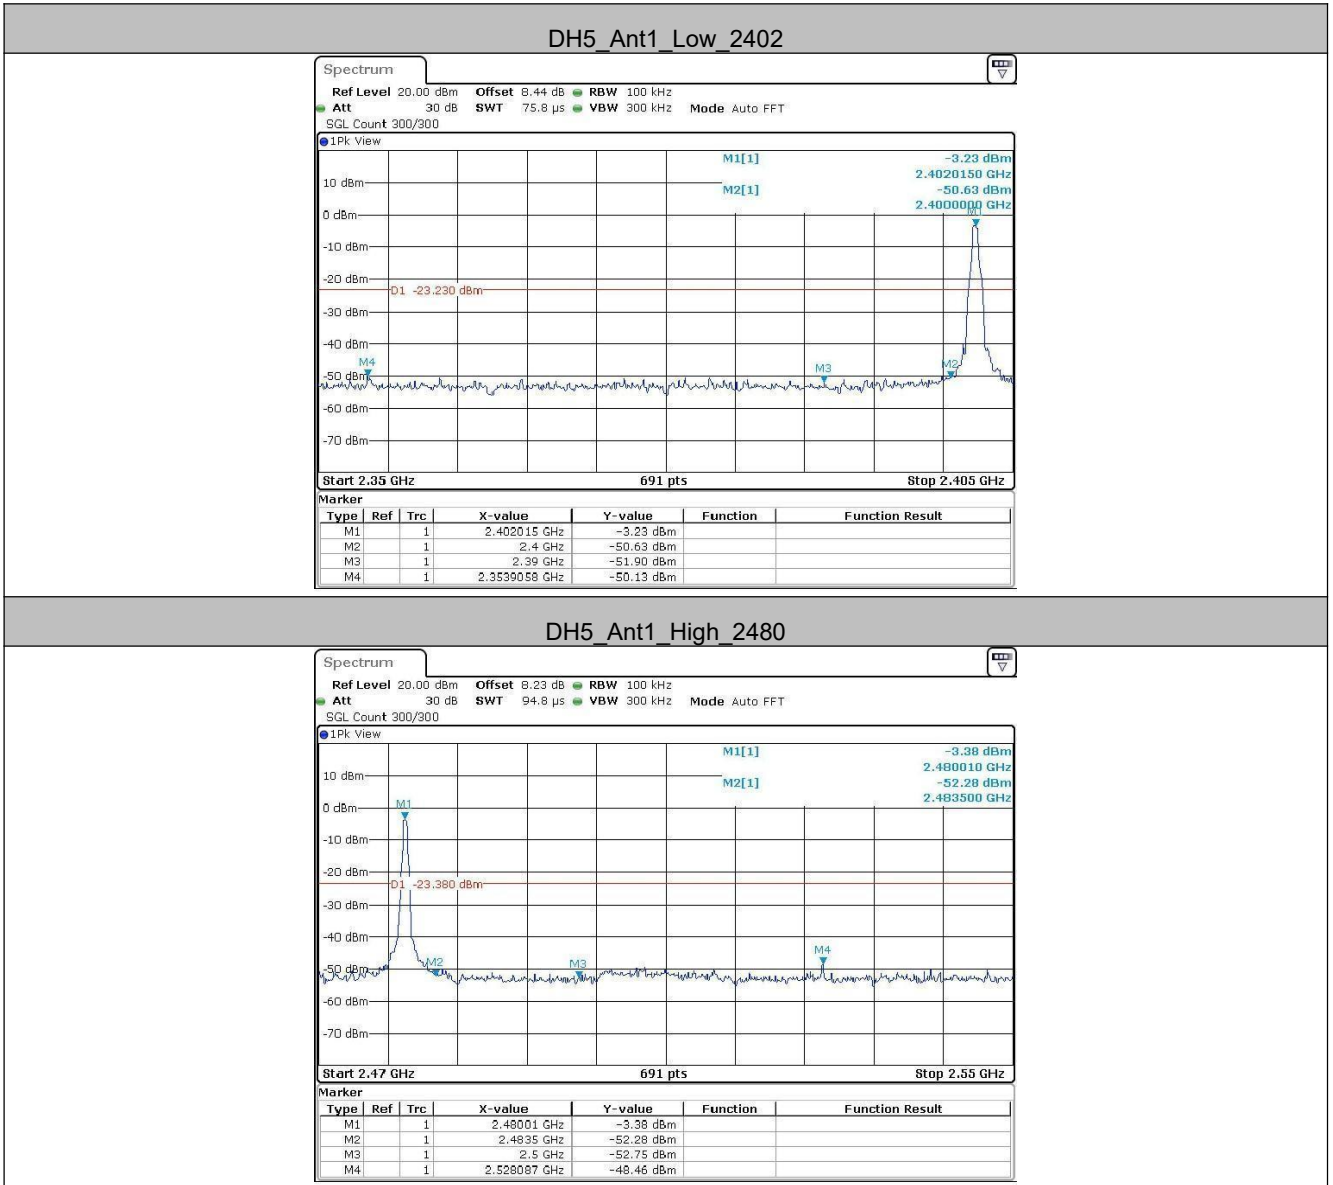 DH5_Ant1_Low_2402
Spectrum
Ref Level 20.00 dBm Offset 8.44 dB RBW 100 kHz
Att 30 dB SWT 75.8 µs VBW 300 kHz Mode Auto FFT
SGL Count 300/300
1Pk View
M1[1] -3.23 dBm
2.4020150 GHz
10 dBm
M2[1] -50.63 dBm
2.4000000 GHz
M1
0 dBm
-10 dBm
-20 dBm
D1 -23.230 dBm
-30 dBm
-40 dBm
M4 M3 M2
-50 dBm
-60 dBm
-70 dBm
Start 2.35 GHz 691 pts Stop 2.405 GHz
Marker
Type Ref Trc X-value Y-value Function Function Result
M1 1 2.402015 GHz -3.23 dBm
M2 1 2.4 GHz -50.63 dBm
M3 1 2.39 GHz -51.90 dBm
M4 1 2.3539058 GHz -50.13 dBm
DH5_Ant1_High_2480
Spectrum
Ref Level 20.00 dBm Offset 8.23 dB RBW 100 kHz
Att 30 dB SWT 94.8 µs VBW 300 kHz Mode Auto FFT
SGL Count 300/300
1Pk View
M1[1] -3.38 dBm
2.480010 GHz
10 dBm
M2[1] -52.28 dBm
2.483500 GHz
M1
0 dBm
-10 dBm
-20 dBm
D1 -23.380 dBm
-30 dBm
-40 dBm
M4
M2 M3
-50 dBm
-60 dBm
-70 dBm
Start 2.47 GHz 691 pts Stop 2.55 GHz
Marker
Type Ref Trc X-value Y-value Function Function Result
M1 1 2.48001 GHz -3.38 dBm
M2 1 2.4835 GHz -52.28 dBm
M3 1 2.5 GHz -52.75 dBm
M4 1 2.528087 GHz -48.46 dBm